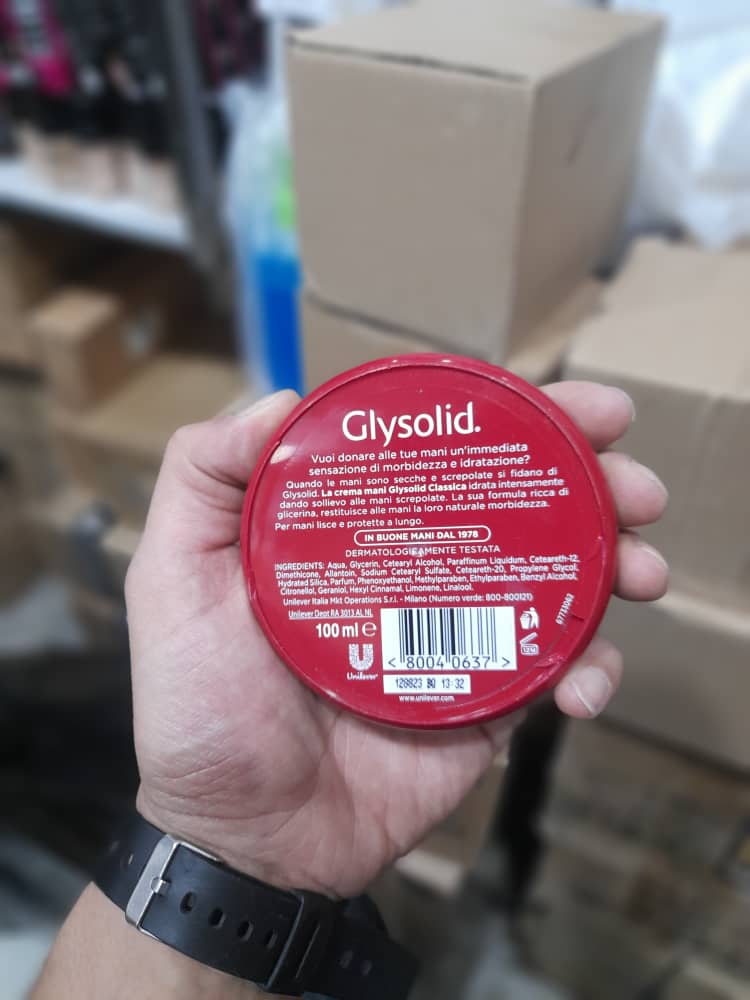 Glysolid.
Vuoi donare alle tue mani un'immediata
sensazione di morbidezza e idratazione?
Quando le mani sono secche e screpolate si fidano di
Glysolid. La crema mani Glysolid Classica idrata intensamente
dando sollievo alle mani screpolate. La sua formula ricca di
glicerina, restituisce alle mani la loro naturale morbidezza.
Per mani lisce e protette a lungo.
IN BUONE MANI DAL 1978
DERMATOLOGICAMENTE TESTATA
INGREDIENTS: Aqua, Glycerin, Cetearyl Alcohol, Paraffinum Liquidum, Ceteareth-12,
Dimethicone, Allantoin, Sodium Cetearyl Sulfate, Ceteareth-20, Propylene Glycol,
Hydrated Silica, Parfum, Phenoxyethanol, Methylparaben, Ethylparaben, Benzyl Alcohol,
Citronellol, Geraniol, Hexyl Cinnamal, Limonene, Linalool.
Unilever Italia Mkt Operations S.r.l. - Milano (Numero verde: 800-800121)
Unilever Dept RA 3013 AL NL
100 ml e
67733062
12M
< 8004 0637 >
Unilever
120823 BQ 13:32
www.unilever.com